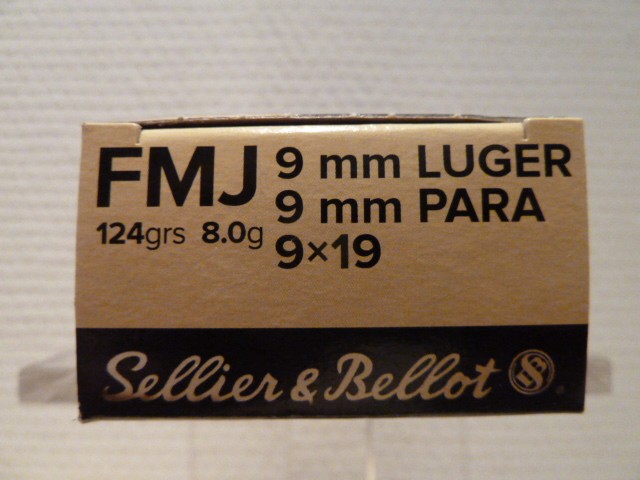 FMJ
124grs 8.0g
9 mm LUGER
9 mm PARA
9×19
Sellier & Bellot